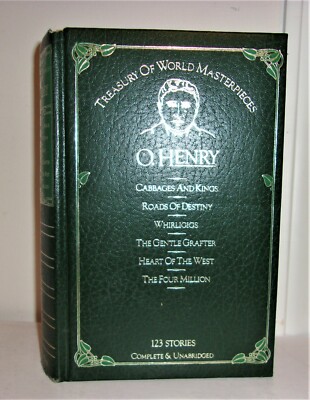 Treasury Of World Masterpieces
O. HENRY
Cabbages And Kings
Roads Of Destiny
Whirligigs
The Gentle Grafter
Heart Of The West
The Four Million
123 STORIES
Complete & Unabridged